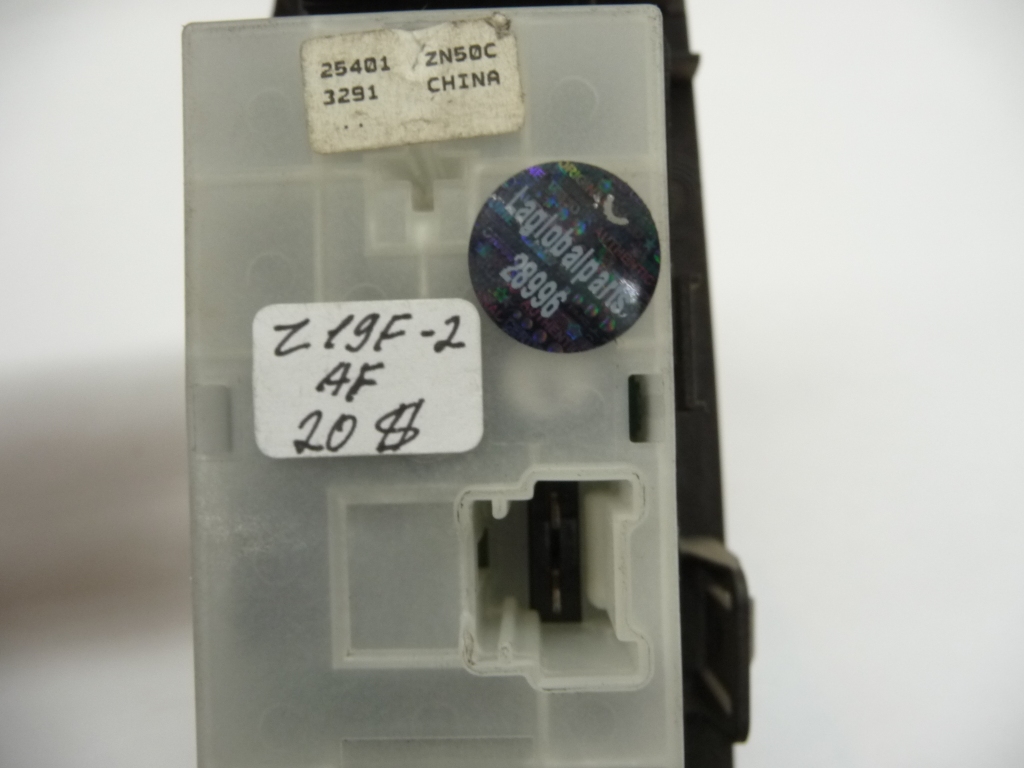 25401 ZN50C
3291 CHINA
Laglobalparts.
28996
Z19F-2
AF
20 $